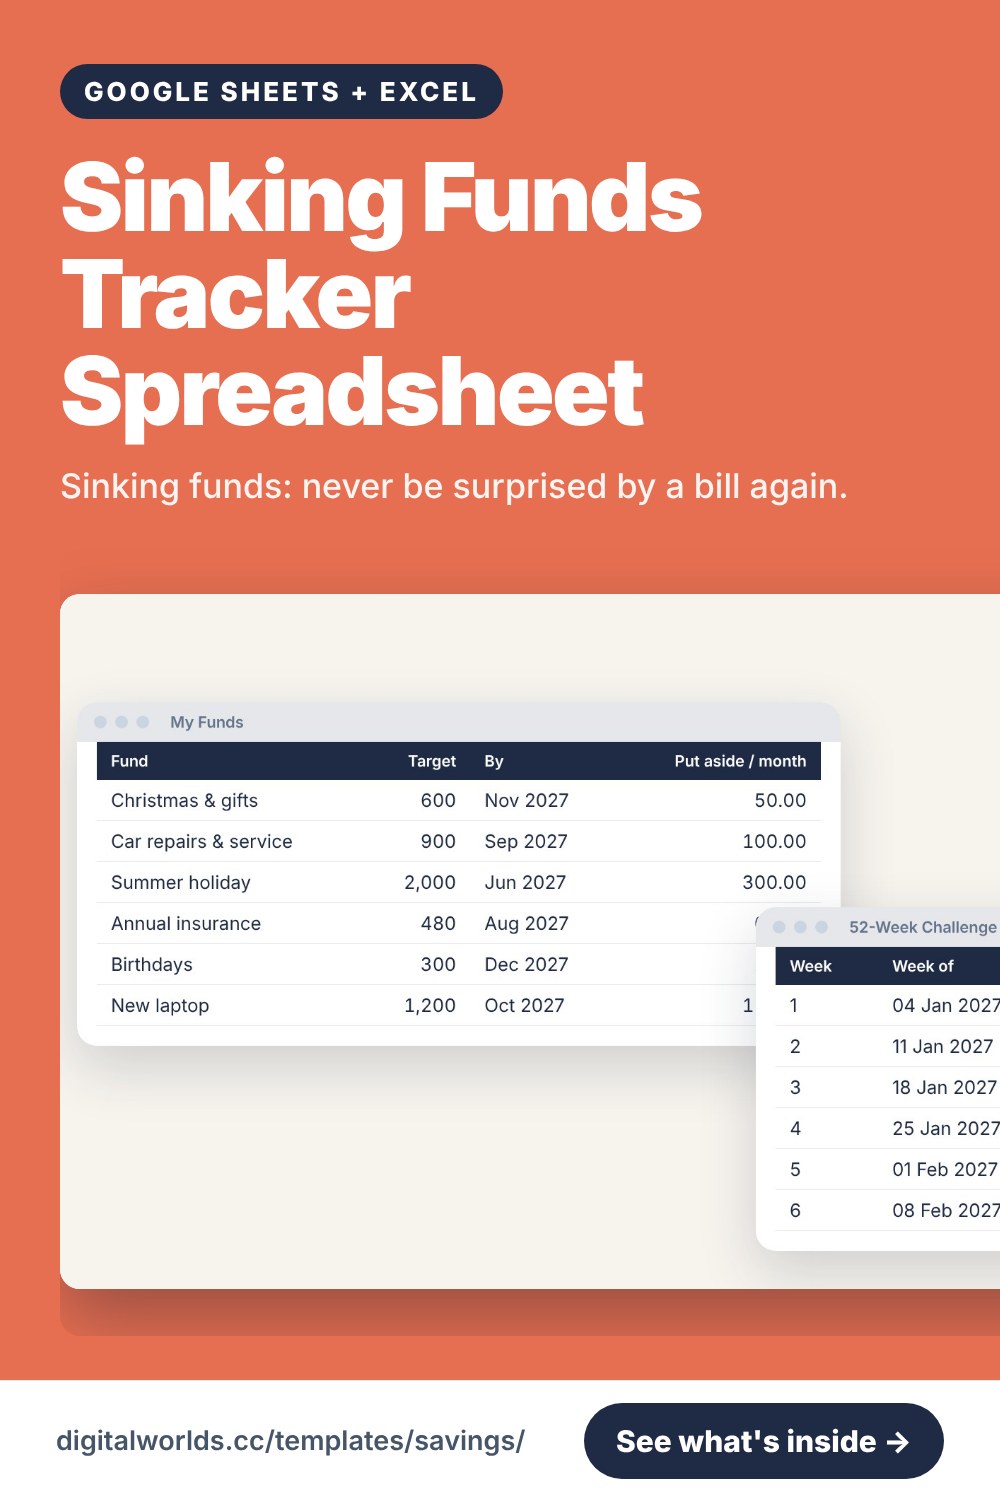 GOOGLE SHEETS + EXCEL
Sinking Funds
Tracker
Spreadsheet
Sinking funds: never be surprised by a bill again.
My Funds
Fund Target By Put aside / month
Christmas & gifts 600 Nov 2027 50.00
Car repairs & service 900 Sep 2027 100.00
Summer holiday 2,000 Jun 2027 300.00
Annual insurance 480 Aug 2027
Birthdays 300 Dec 2027
New laptop 1,200 Oct 2027
52-Week Challenge
Week Week of
1 04 Jan 2027
2 11 Jan 2027
3 18 Jan 2027
4 25 Jan 2027
5 01 Feb 2027
6 08 Feb 2027
digitalworlds.cc/templates/savings/
See what's inside →